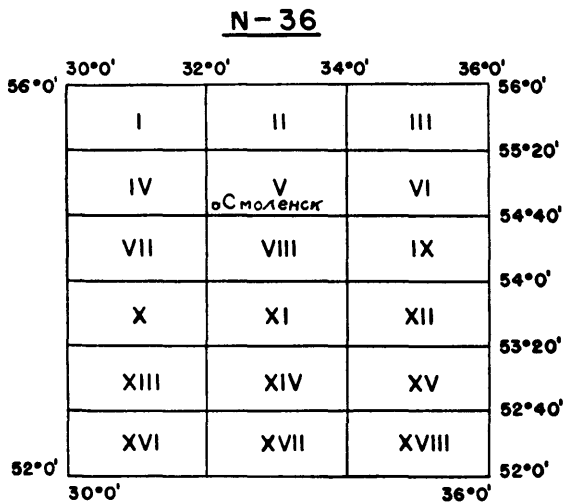 N-36
30°0' 32°0' 34°0' 36°0'
56°0' 56°0'
I II III
55°20'
IV V VI
Смоленск
54°40'
VII VIII IX
54°0'
X XI XII
53°20'
XIII XIV XV
52°40'
XVI XVII XVIII
52°0' 52°0'
30°0' 36°0'